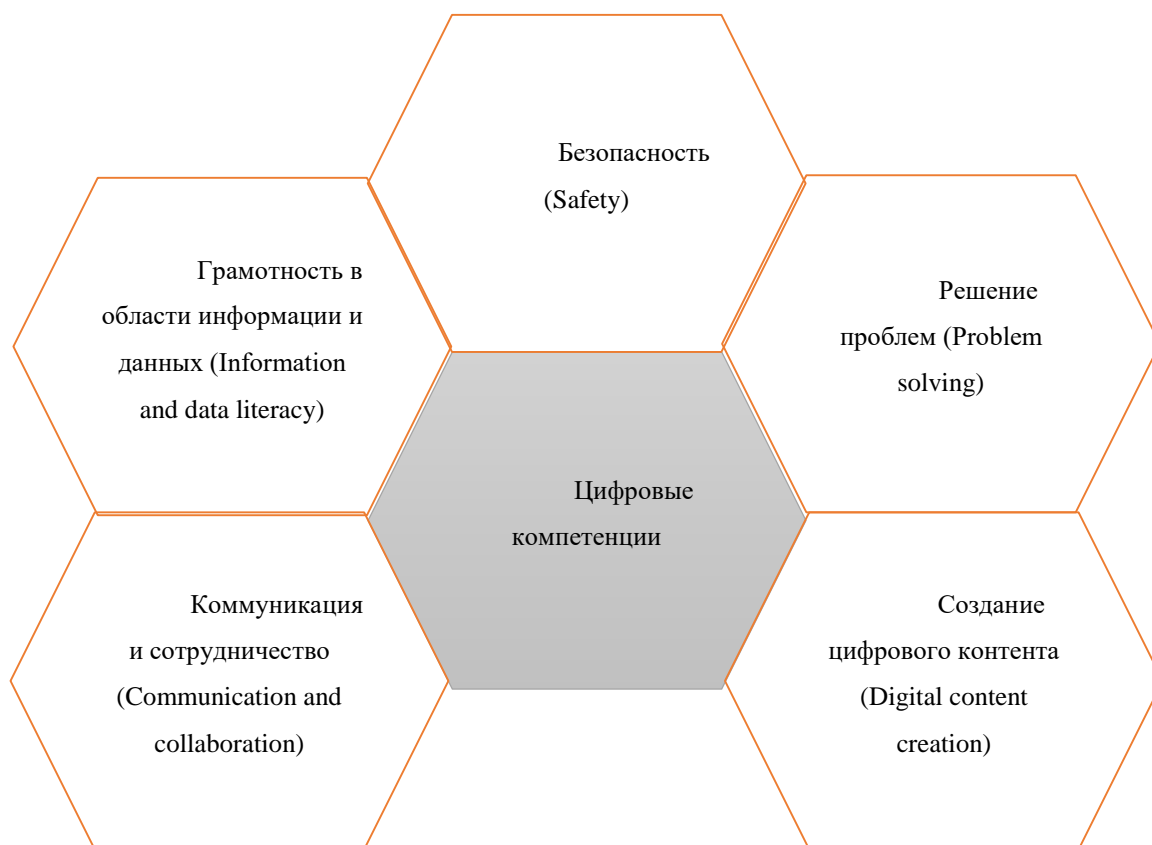 Безопасность
(Safety)
Грамотность в
области информации и
данных (Information
and data literacy)
Решение
проблем (Problem
solving)
Цифровые
компетенции
Коммуникация
и сотрудничество
(Communication and
collaboration)
Создание
цифрового контента
(Digital content
creation)